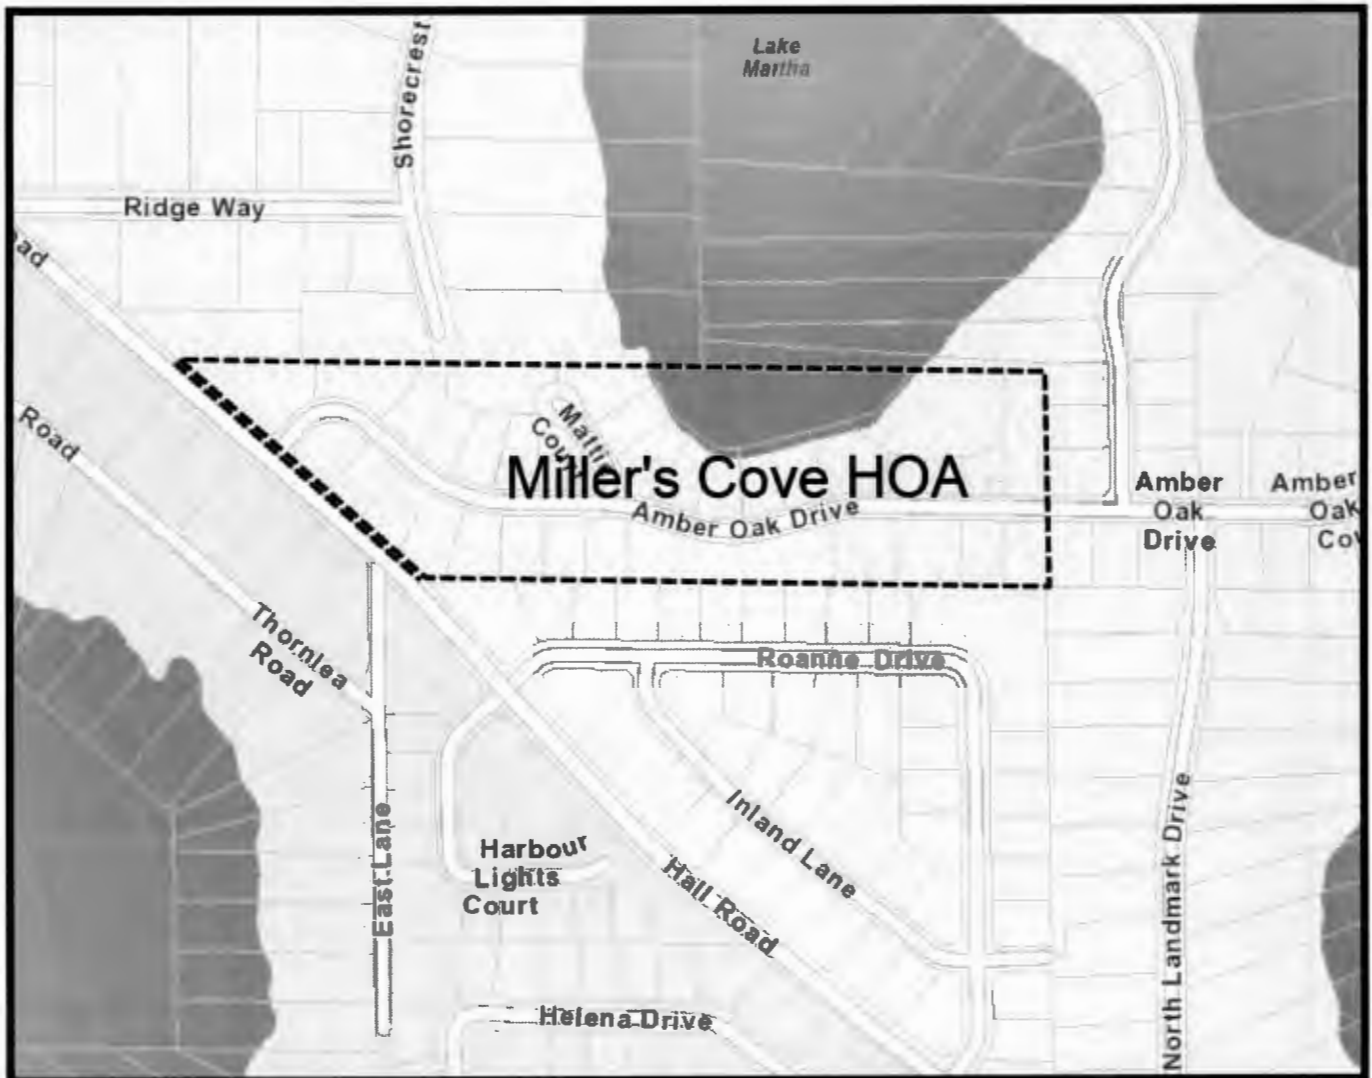 Lake
Martha
Shorecrest
Ridge Way
Road
Court
Miller's Cove HOA
Amber Oak Drive
Amber
Oak
Drive
Amber
Oak
Thornlea
Road
Roanne Drive
Inland Lane
East Lane
Harbour
Lights
Court
Hall Road
North Landmark Drive
Helena Drive